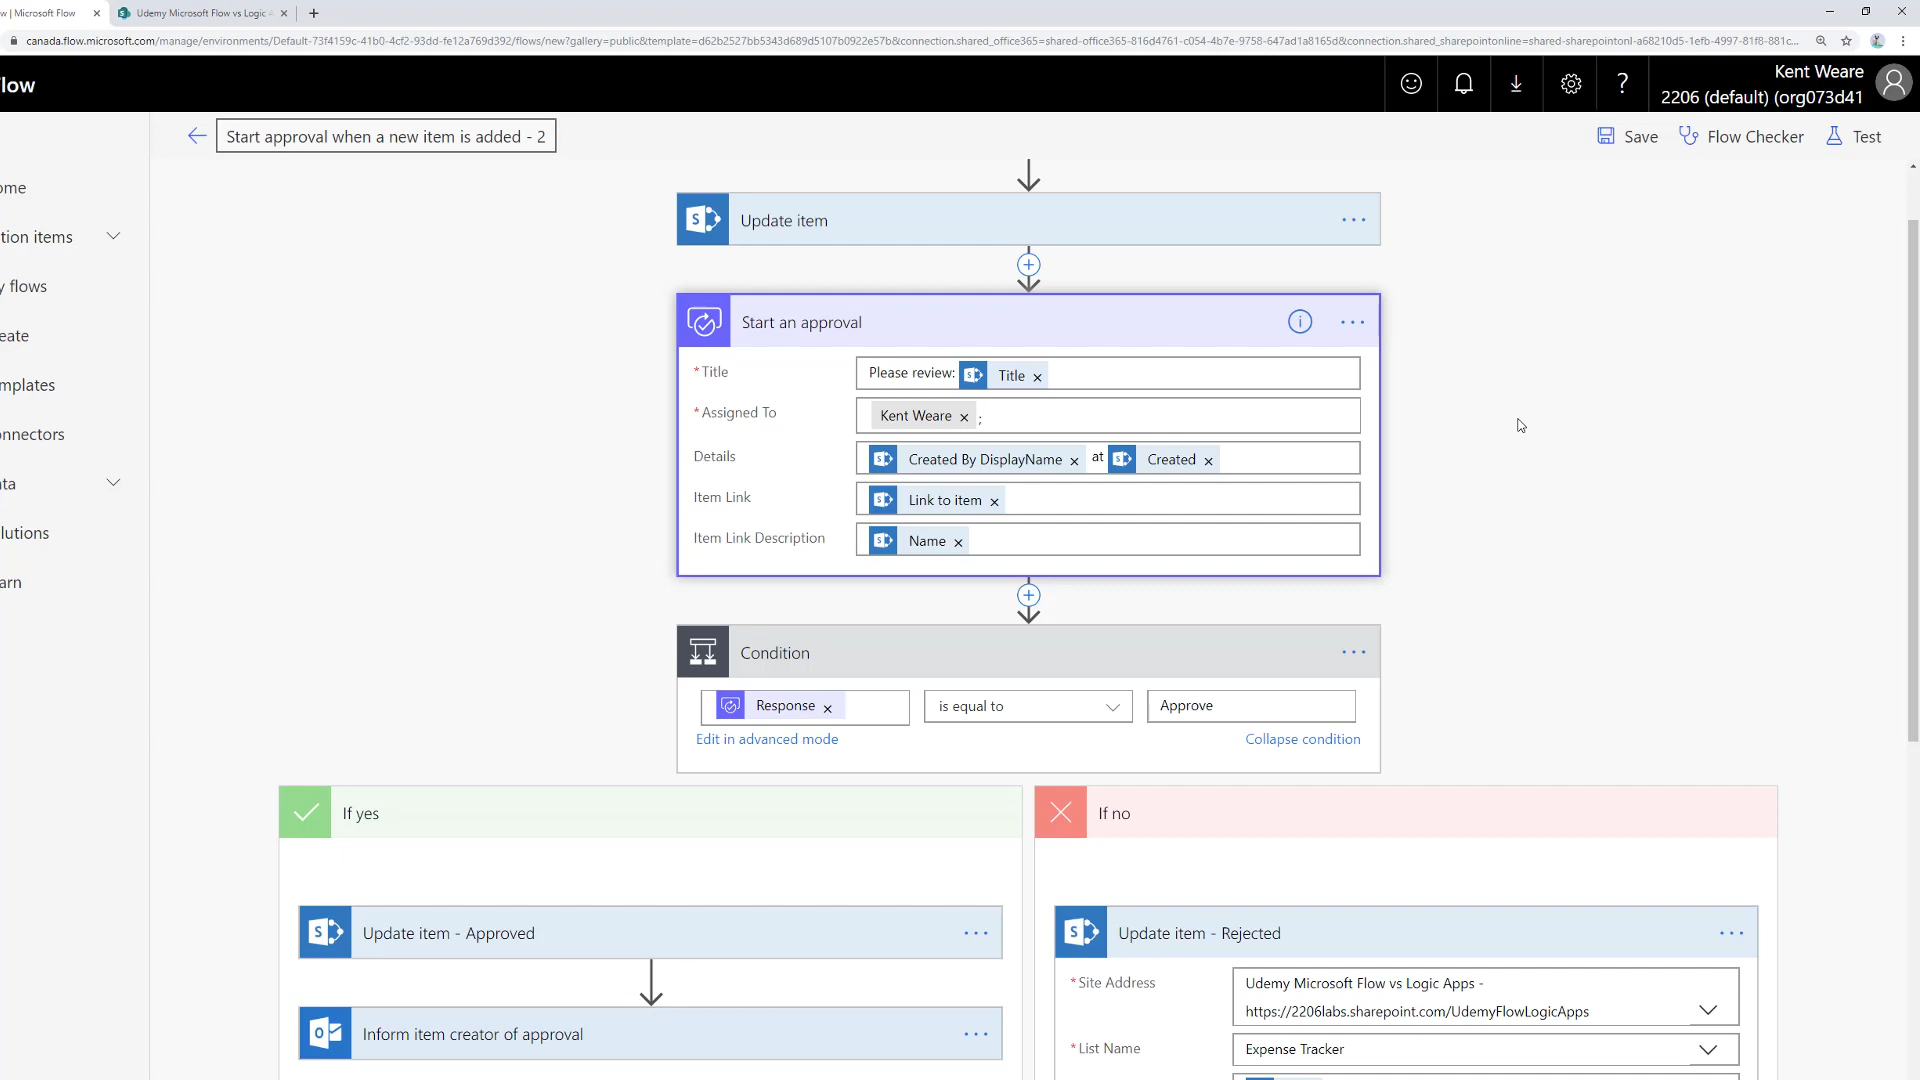 w | Microsoft Flow
Udemy Microsoft Flow vs Logic A
canada.flow.microsoft.com/manage/environments/Default-73f4159c-41b0-4cf2-93dd-fe12a769d392/flows/new?gallery=public&template=d62b2527bb5343d689d5107b0922e57b&connection.shared_office365=shared-office365-816d4761-c054-4b7e-9758-647ad1a8165d&connection.shared_sharepointonline=shared-sharepointonl-a68210d5-1efb-4997-81f8-881c...
low
Kent Weare
2206 (default) (org073d41
Start approval when a new item is added - 2
Save
Flow Checker
Test
ome
tion items
y flows
eate
mplates
onnectors
ta
lutions
arn
Update item
Start an approval
* Title
Please review: Title
* Assigned To
Kent Weare ;
Details
Created By DisplayName at Created
Item Link
Link to item
Item Link Description
Name
Condition
Response
is equal to
Approve
Edit in advanced mode
Collapse condition
If yes
If no
Update item - Approved
Update item - Rejected
* Site Address
Udemy Microsoft Flow vs Logic Apps -
https://2206labs.sharepoint.com/UdemyFlowLogicApps
Inform item creator of approval
* List Name
Expense Tracker